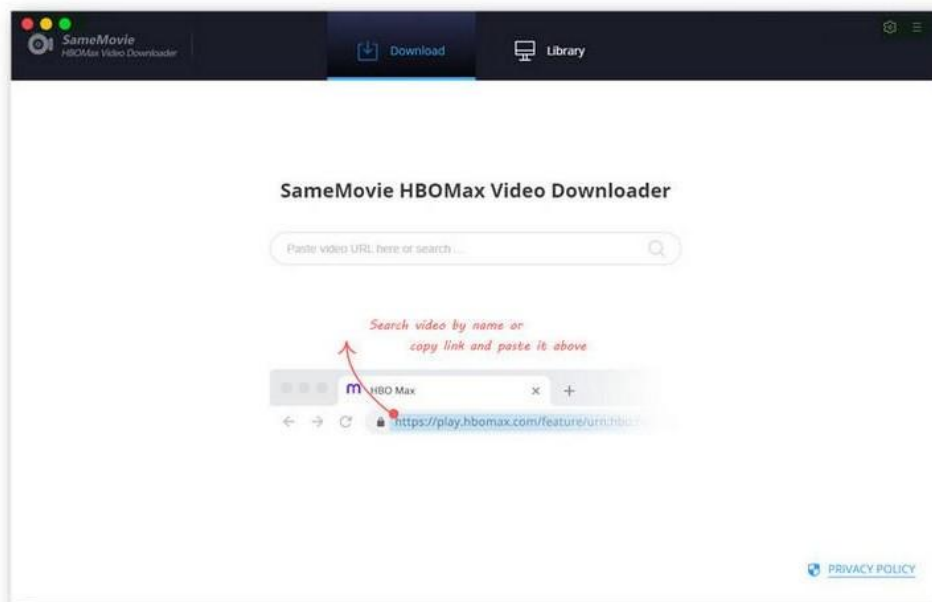 SameMovie
HBOMax Video Downloader
Download
Library
SameMovie HBOMax Video Downloader
Paste video URL here or search ...
Search video by name or
copy link and paste it above
HBO Max
https://play.hbomax.com/feature/urn:hbo:
PRIVACY POLICY